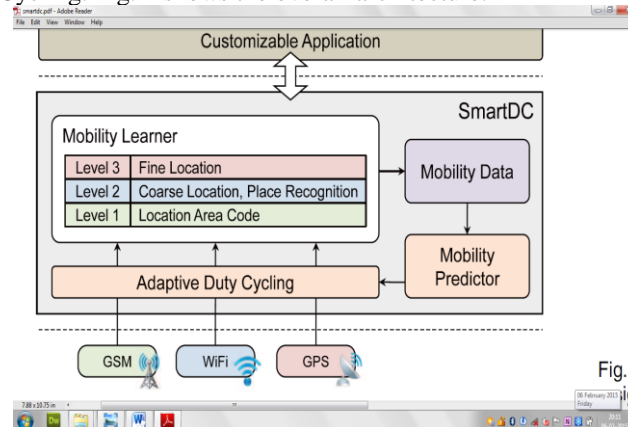 smartdc.pdf - Adobe Reader
File Edit View Window Help
Customizable Application
SmartDC
Mobility Learner
Level 3 Fine Location
Level 2 Coarse Location, Place Recognition
Level 1 Location Area Code
Mobility Data
Mobility
Predictor
Adaptive Duty Cycling
GSM
WiFi
GPS
Fig.
7.88 x 10.75 in
06 February 2015
Friday
20:11